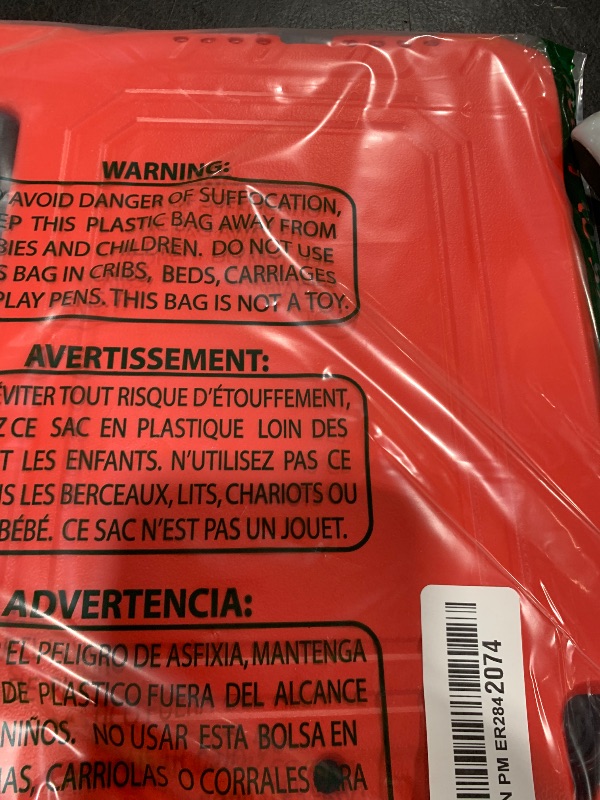 WARNING:
AVOID DANGER OF SUFFOCATION,
EP THIS PLASTIC BAG AWAY FROM
BIES AND CHILDREN. DO NOT USE
S BAG IN CRIBS, BEDS, CARRIAGES
PLAY PENS. THIS BAG IS NOT A TOY.
AVERTISSEMENT:
ÉVITER TOUT RISQUE D'ÉTOUFFEMENT,
Z CE SAC EN PLASTIQUE LOIN DES
T LES ENFANTS. N'UTILISEZ PAS CE
S LES BERCEAUX, LITS, CHARIOTS OU
BÉBÉ. CE SAC N'EST PAS UN JOUET.
ADVERTENCIA:
EL PELIGRO DE ASFIXIA, MANTENGA
DE PLÁSTICO FUERA DEL ALCANCE
NIÑOS. NO USAR ESTA BOLSA EN
AS, CARRIOLAS O CORRALES RA
N PM ER284 2074